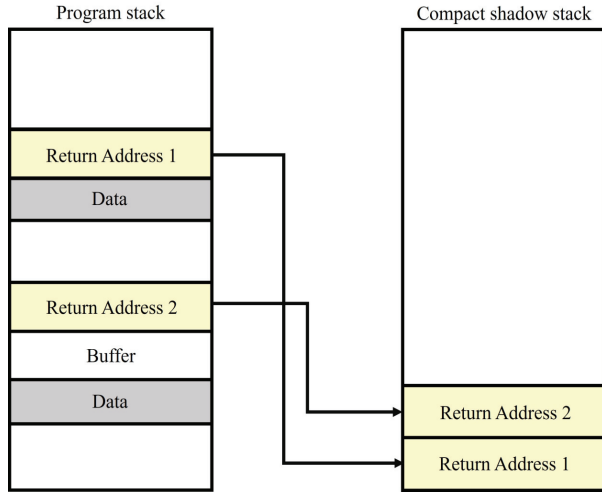 Program stack
Compact shadow stack
Return Address 1
Data
Return Address 2
Buffer
Data
Return Address 2
Return Address 1